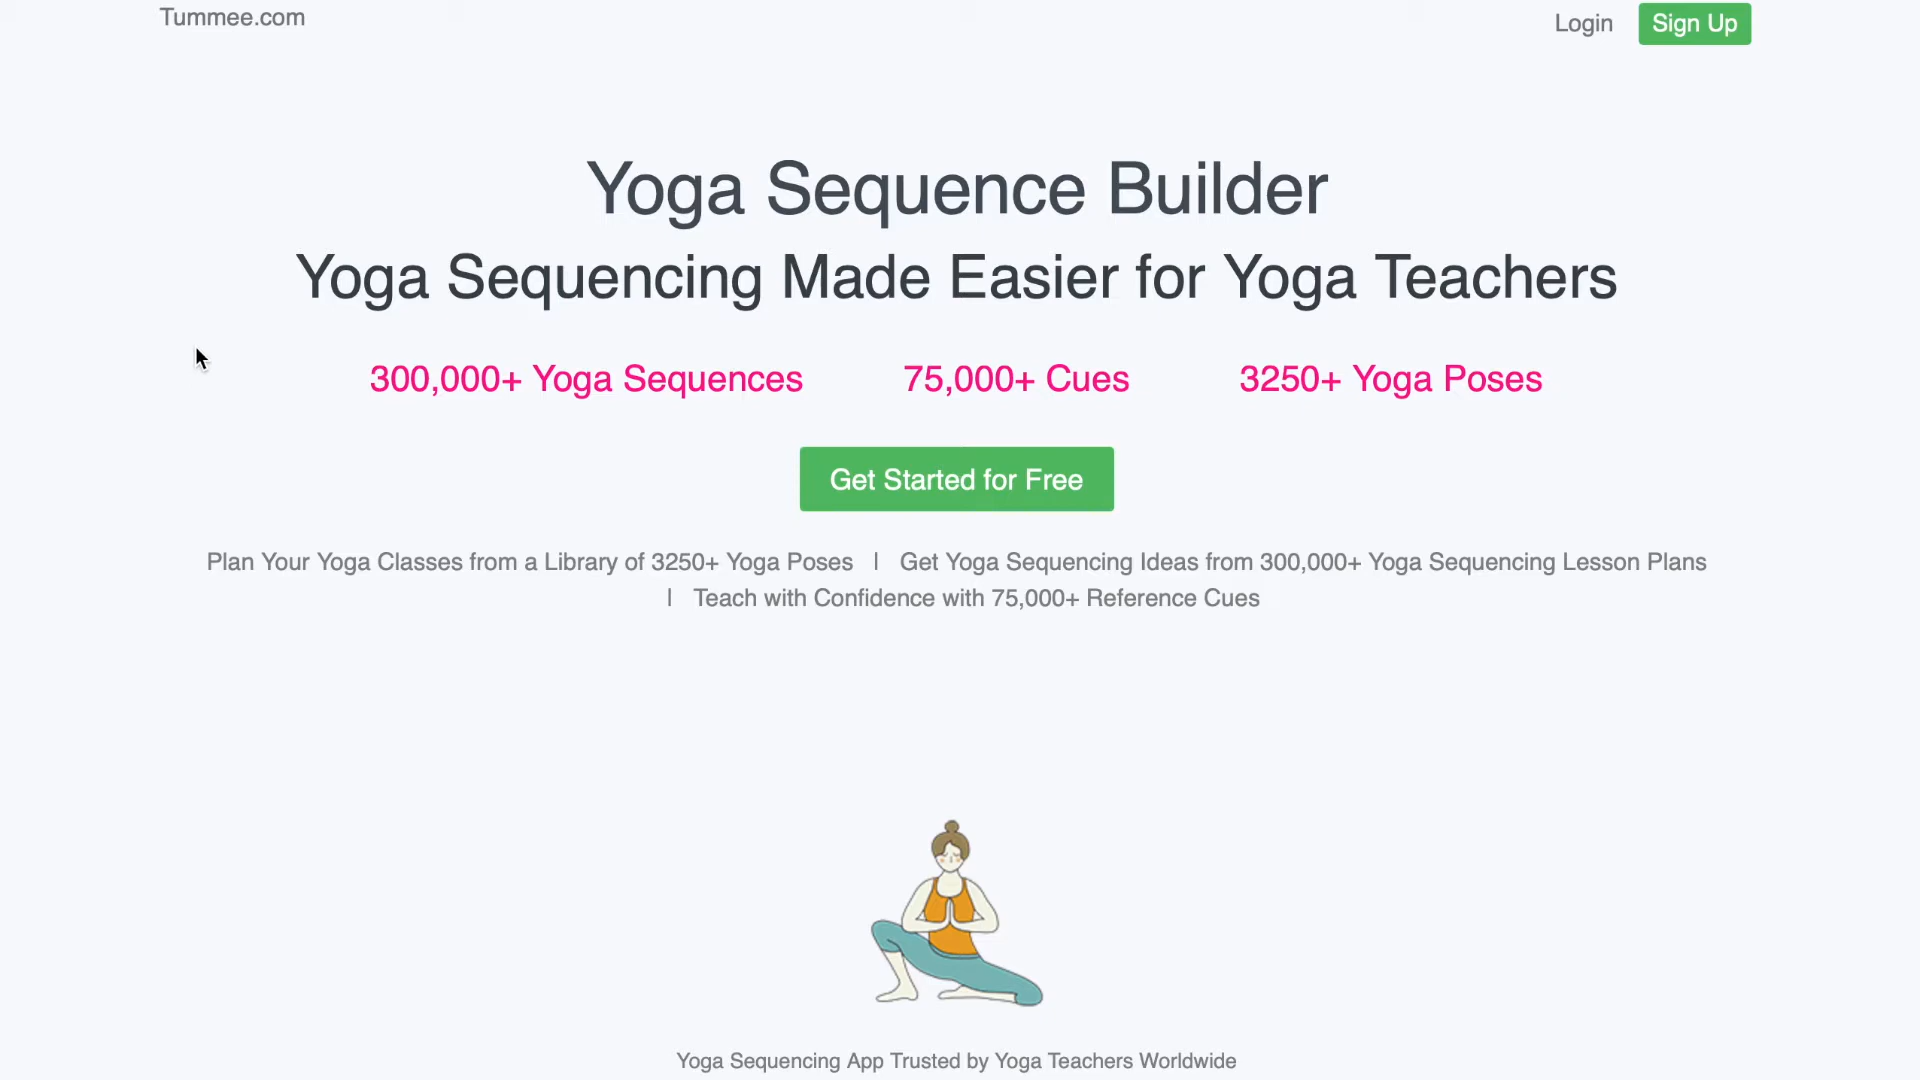 Tummee.com
Login
Sign Up
Yoga Sequence Builder
Yoga Sequencing Made Easier for Yoga Teachers
300,000+ Yoga Sequences
75,000+ Cues
3250+ Yoga Poses
Get Started for Free
Plan Your Yoga Classes from a Library of 3250+ Yoga Poses | Get Yoga Sequencing Ideas from 300,000+ Yoga Sequencing Lesson Plans
| Teach with Confidence with 75,000+ Reference Cues
Yoga Sequencing App Trusted by Yoga Teachers Worldwide